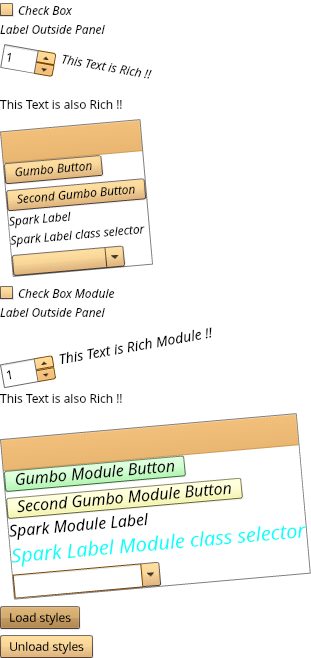 Check Box
Label Outside Panel
1
This Text is Rich !!
This Text is also Rich !!
Gumbo Button
Second Gumbo Button
Spark Label
Spark Label class selector
Check Box Module
Label Outside Panel
This Text is Rich Module !!
1
This Text is also Rich !!
Gumbo Module Button
Second Gumbo Module Button
Spark Module Label
Spark Label Module class selector
Load styles
Unload styles